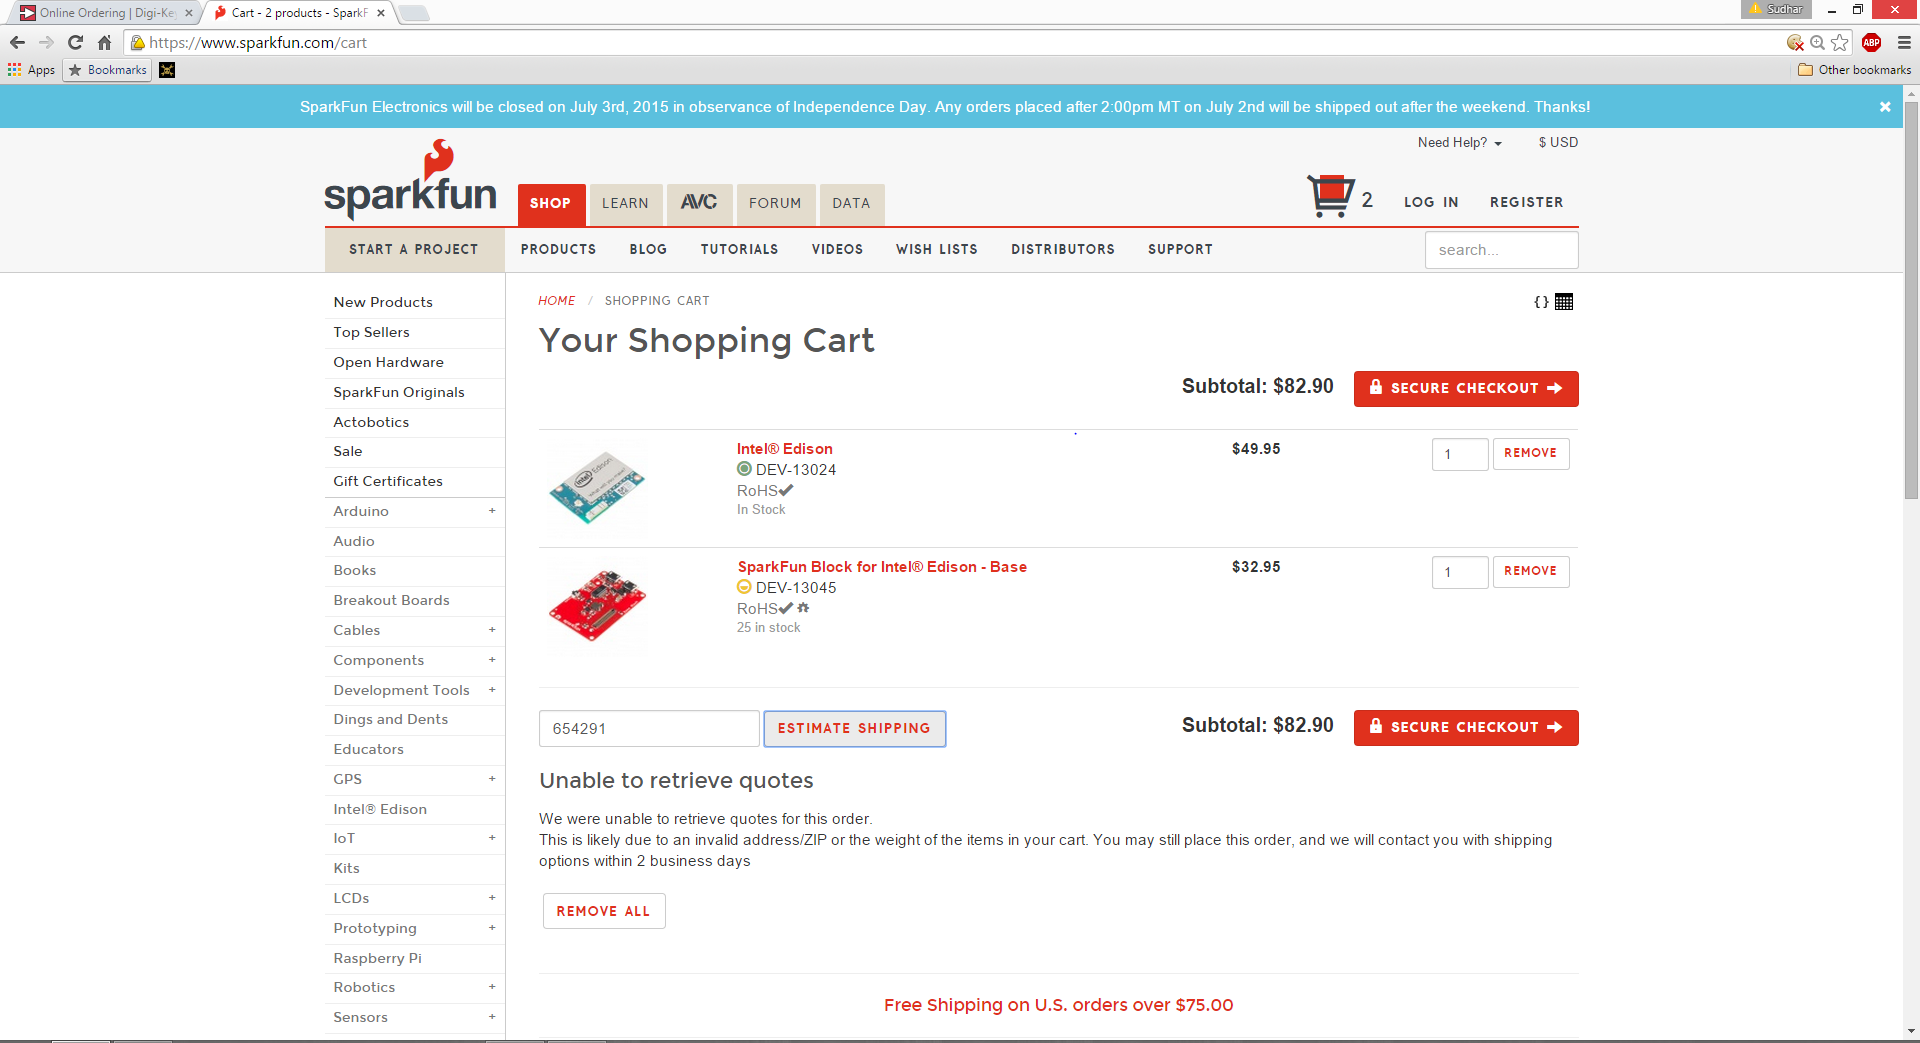 Online Ordering | Digi-Key
Cart - 2 products - SparkF
Sudhar
https://www.sparkfun.com/cart
ABP
Apps
Bookmarks
Other bookmarks
SparkFun Electronics will be closed on July 3rd, 2015 in observance of Independence Day. Any orders placed after 2:00pm MT on July 2nd will be shipped out after the weekend. Thanks!
Need Help?
$ USD
sparkfun
SHOP
LEARN
AVC
FORUM
DATA
2
LOG IN
REGISTER
START A PROJECT
PRODUCTS
BLOG
TUTORIALS
VIDEOS
WISH LISTS
DISTRIBUTORS
SUPPORT
search...
New Products
Top Sellers
Open Hardware
SparkFun Originals
Actobotics
Sale
Gift Certificates
Arduino +
Audio
Books
Breakout Boards
Cables +
Components +
Development Tools +
Dings and Dents
Educators
GPS +
Intel® Edison
IoT +
Kits
LCDs +
Prototyping +
Raspberry Pi
Robotics +
Sensors +
HOME / SHOPPING CART
{ }
Your Shopping Cart
Subtotal: $82.90
SECURE CHECKOUT
Intel® Edison
DEV-13024
RoHS
In Stock
$49.95
1
REMOVE
SparkFun Block for Intel® Edison - Base
DEV-13045
RoHS
25 in stock
$32.95
1
REMOVE
654291
ESTIMATE SHIPPING
Subtotal: $82.90
SECURE CHECKOUT
Unable to retrieve quotes
We were unable to retrieve quotes for this order.
This is likely due to an invalid address/ZIP or the weight of the items in your cart. You may still place this order, and we will contact you with shipping
options within 2 business days
REMOVE ALL
Free Shipping on U.S. orders over $75.00